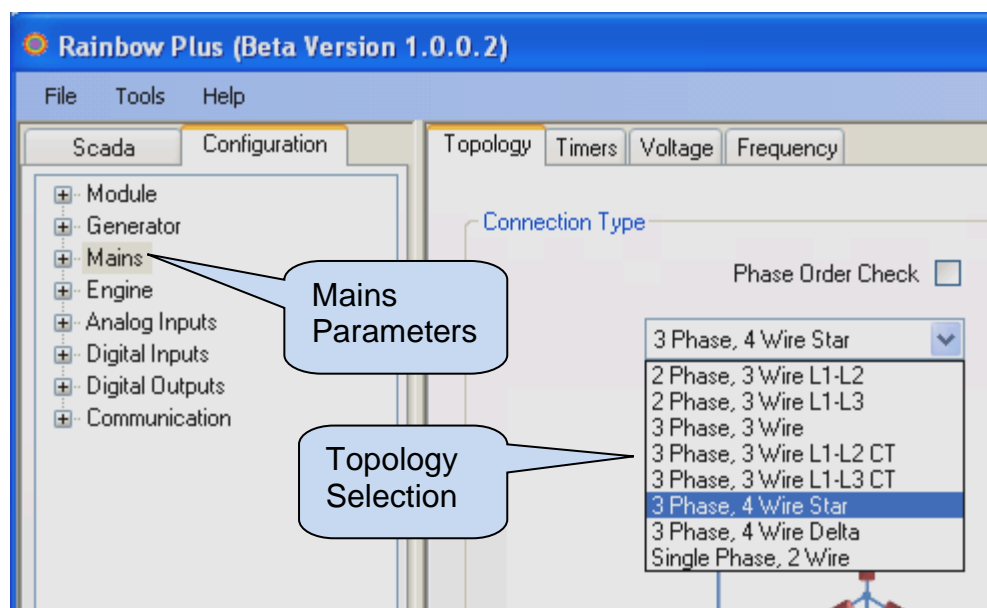 Rainbow Plus (Beta Version 1.0.0.2)
File Tools Help
Scada Configuration
Module
Generator
Mains
Engine
Analog Inputs
Digital Inputs
Digital Outputs
Communication
Mains
Parameters
Topology Timers Voltage Frequency
Connection Type
Phase Order Check
3 Phase, 4 Wire Star
2 Phase, 3 Wire L1-L2
2 Phase, 3 Wire L1-L3
3 Phase, 3 Wire
3 Phase, 3 Wire L1-L2 CT
3 Phase, 3 Wire L1-L3 CT
3 Phase, 4 Wire Star
3 Phase, 4 Wire Delta
Single Phase, 2 Wire
Topology
Selection